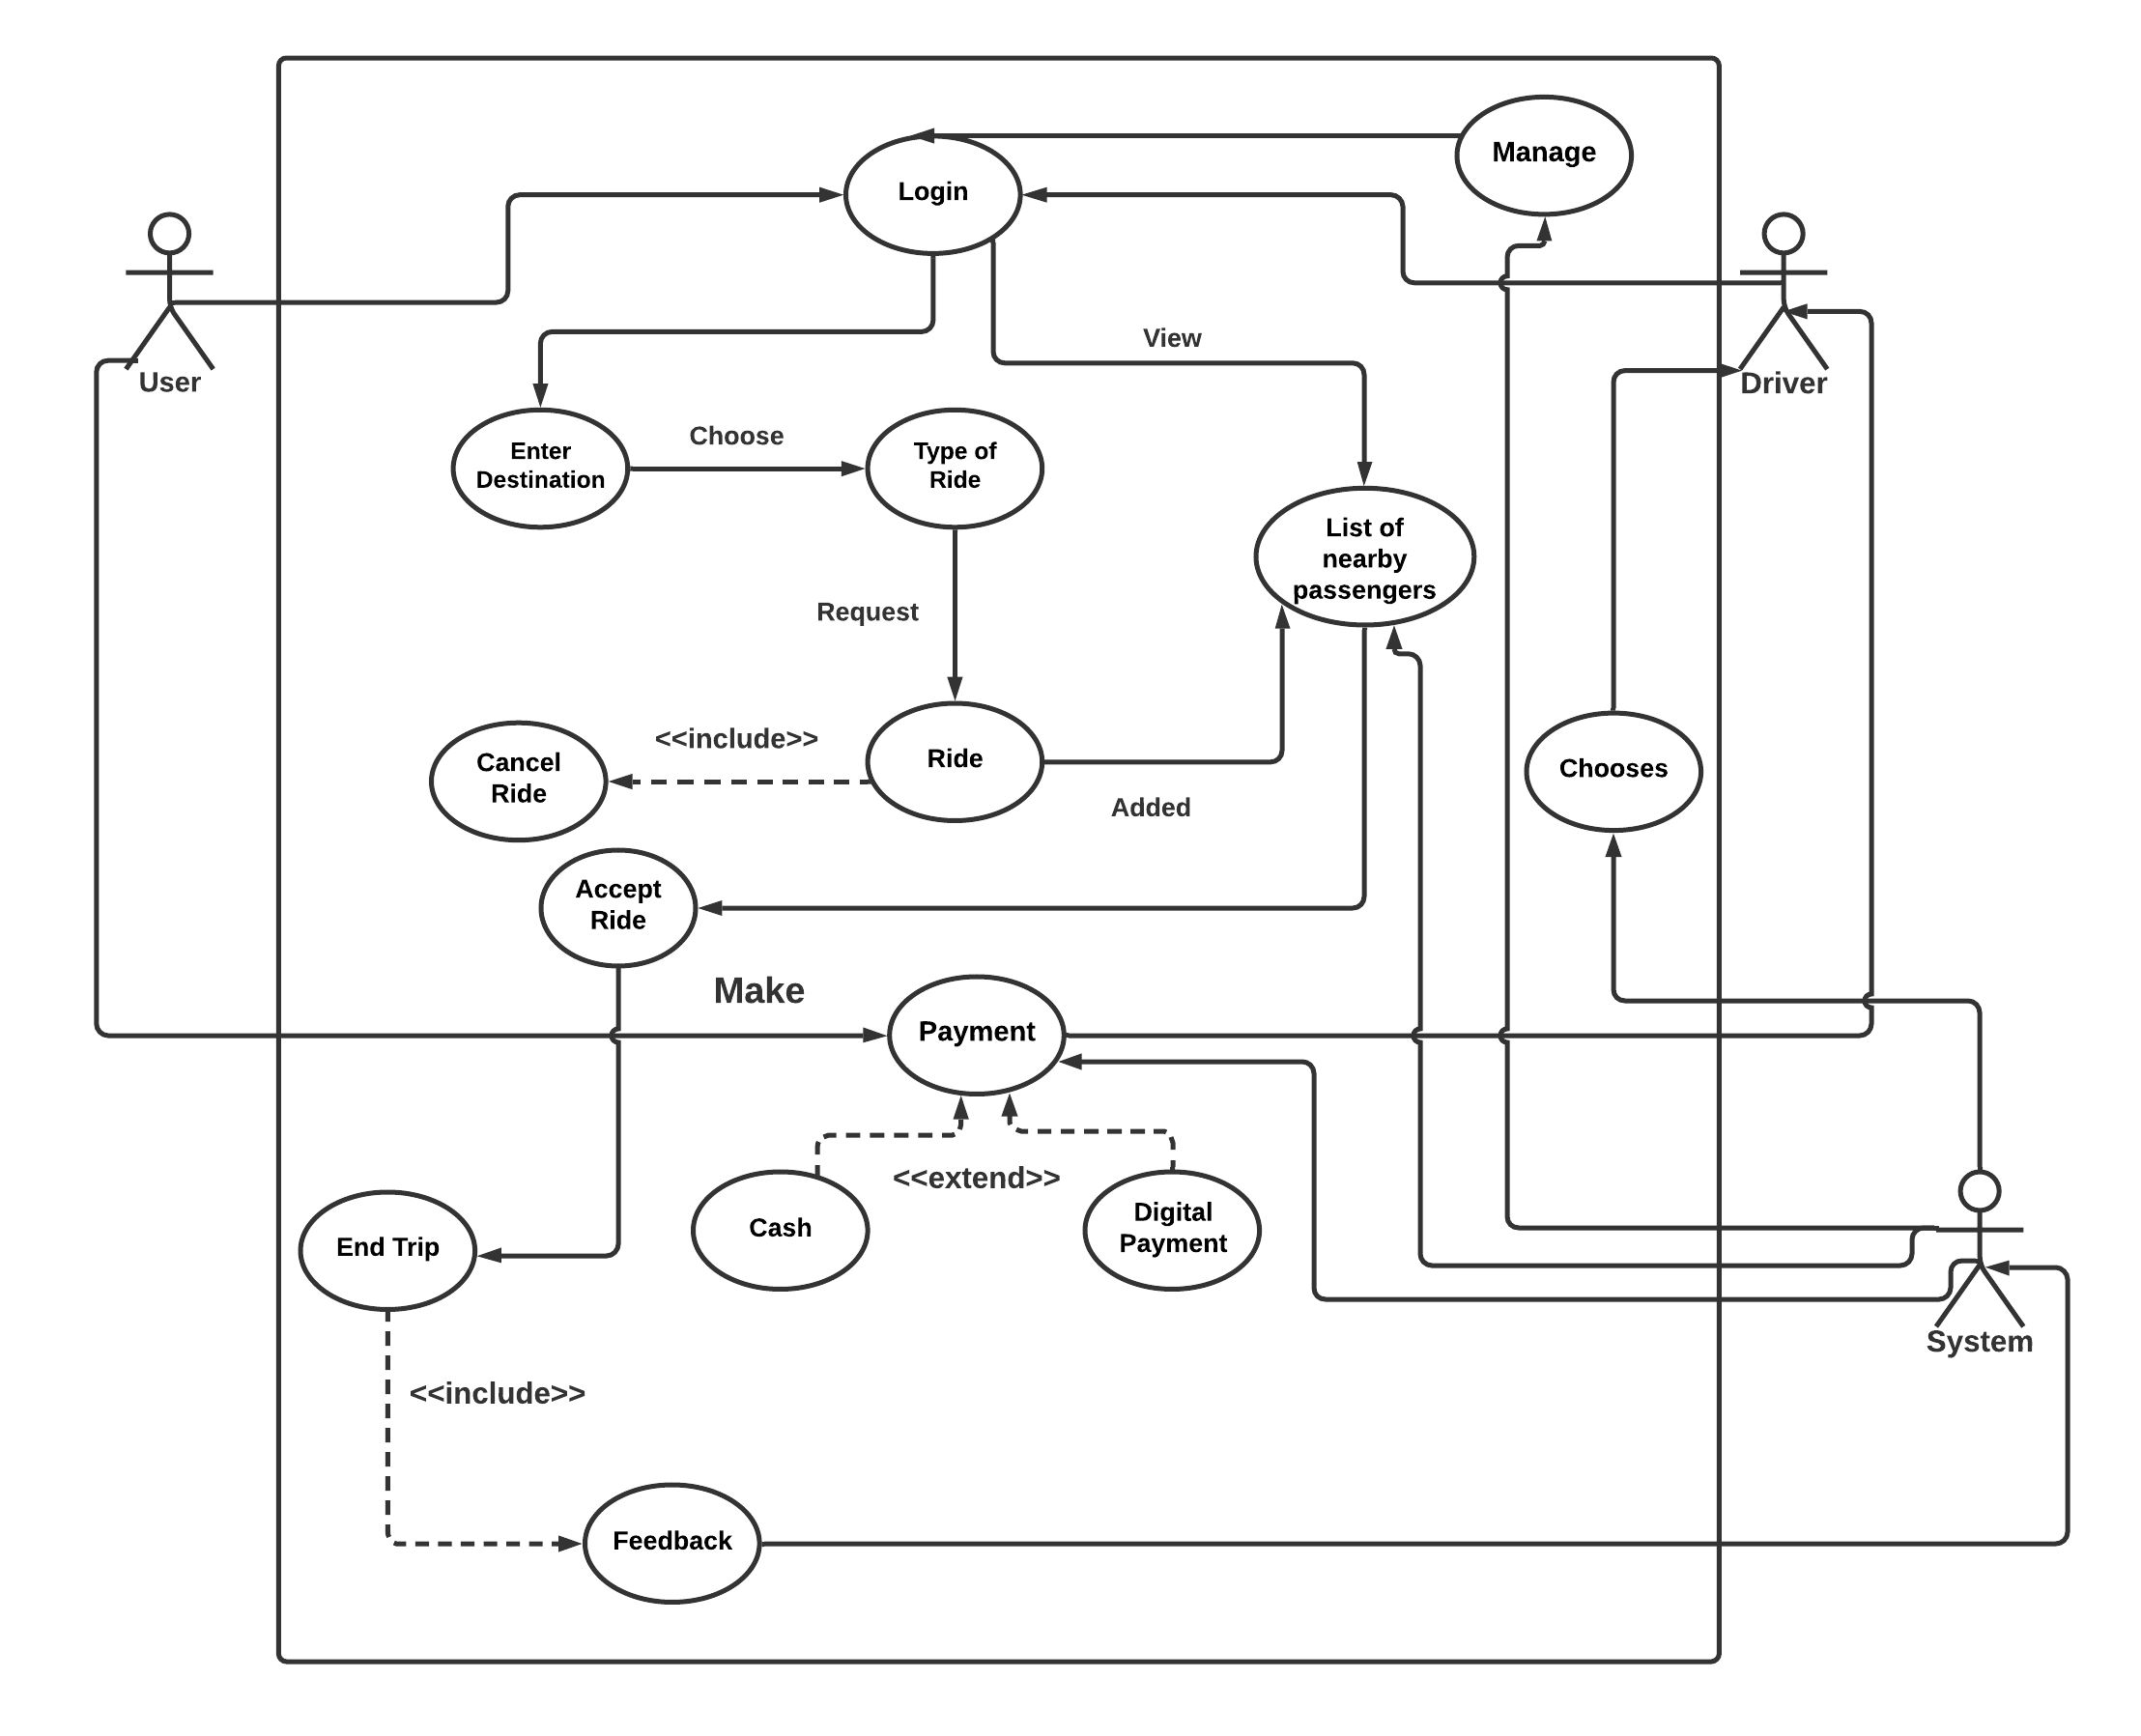 Manage
Login
User
View
Driver
Choose
Enter
Destination
Type of
Ride
List of
nearby
passengers
Request
<<include>>
Cancel
Ride
Ride
Chooses
Added
Accept
Ride
Make
Payment
<<extend>>
Cash
Digital
Payment
End Trip
System
<<include>>
Feedback